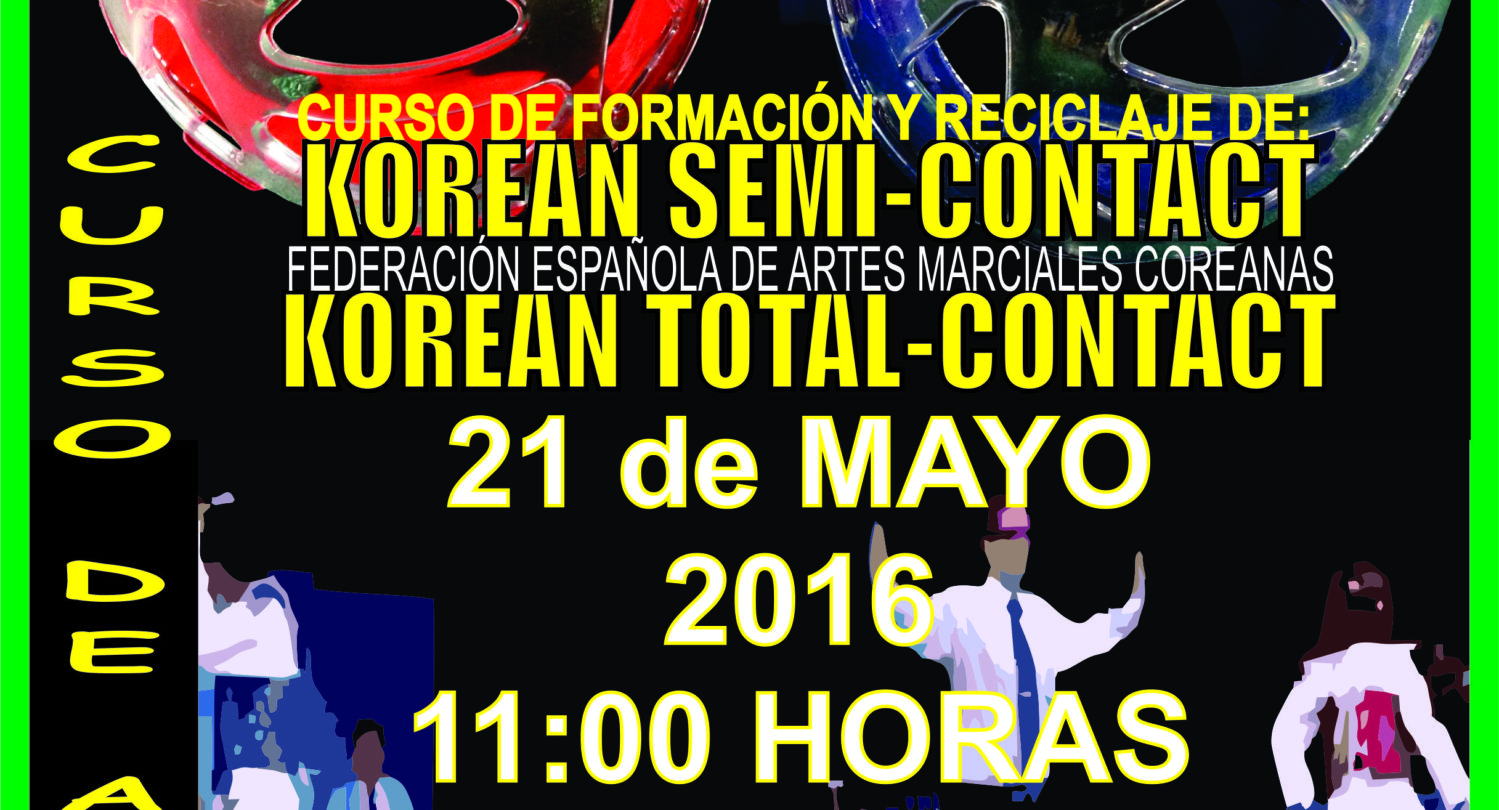 CURSO DE FORMACIÓN Y RECICLAJE DE:
KOREAN SEMI-CONTACT
FEDERACIÓN ESPAÑOLA DE ARTES MARCIALES COREANAS
KOREAN TOTAL-CONTACT
21 de MAYO
2016
11:00 HORAS
CURSO DE A